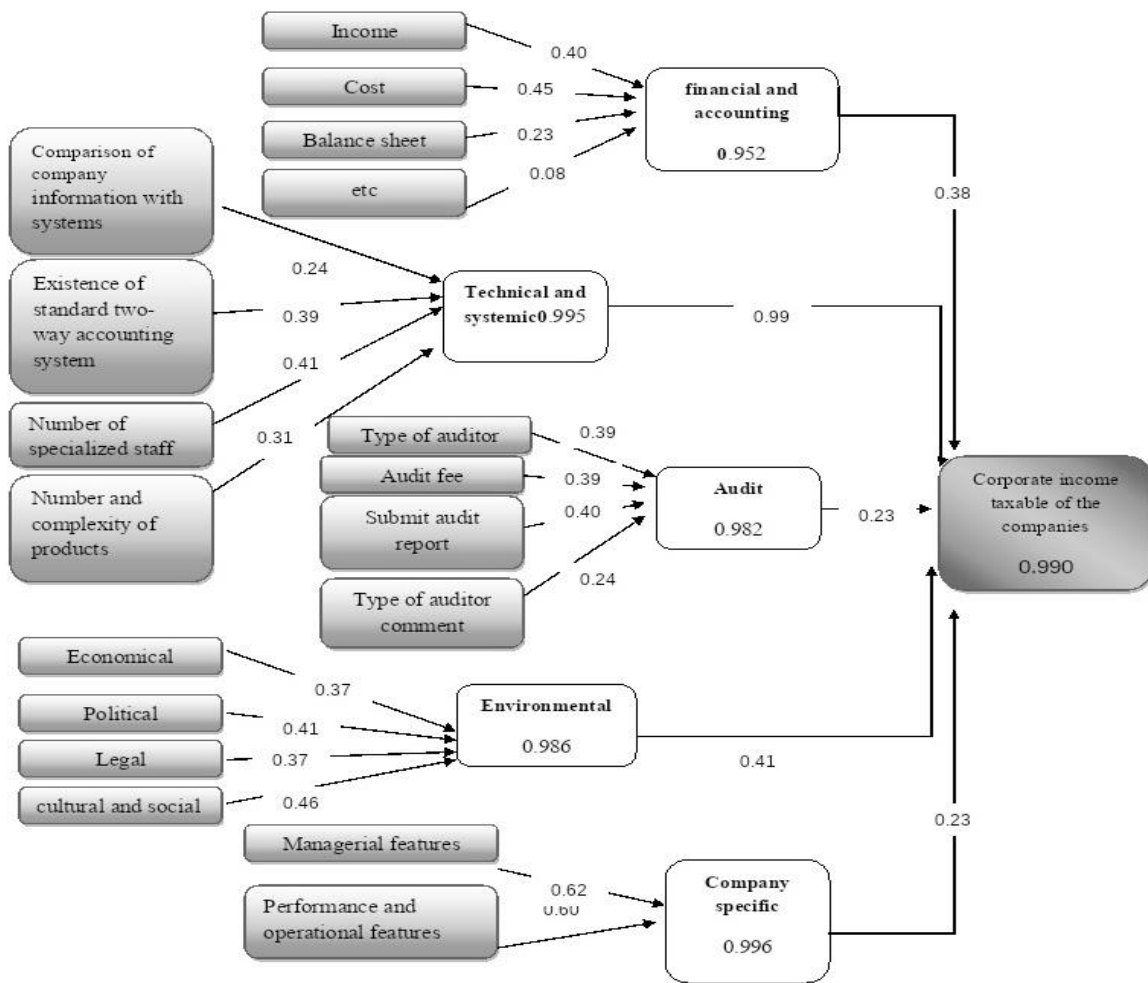 Income
0.40
Cost
0.45
Balance sheet
0.23
etc
0.08
financial and
accounting
0.952
0.38
Comparison of
company
information with
systems
0.24
Existence of
standard two-
way accounting
system
0.39
Number of
specialized staff
0.41
Number and
complexity of
products
0.31
Technical and
systemic0.995
0.99
Type of auditor
0.39
Audit fee
0.39
Submit audit
report
0.40
Type of auditor
comment
0.24
Audit
0.982
0.23
Corporate income
taxable of the
companies
0.990
Economical
0.37
Political
0.41
Legal
0.37
cultural and social
0.46
Environmental
0.986
0.41
Managerial features
0.62
Performance and
operational features
0.60
Company
specific
0.996
0.23